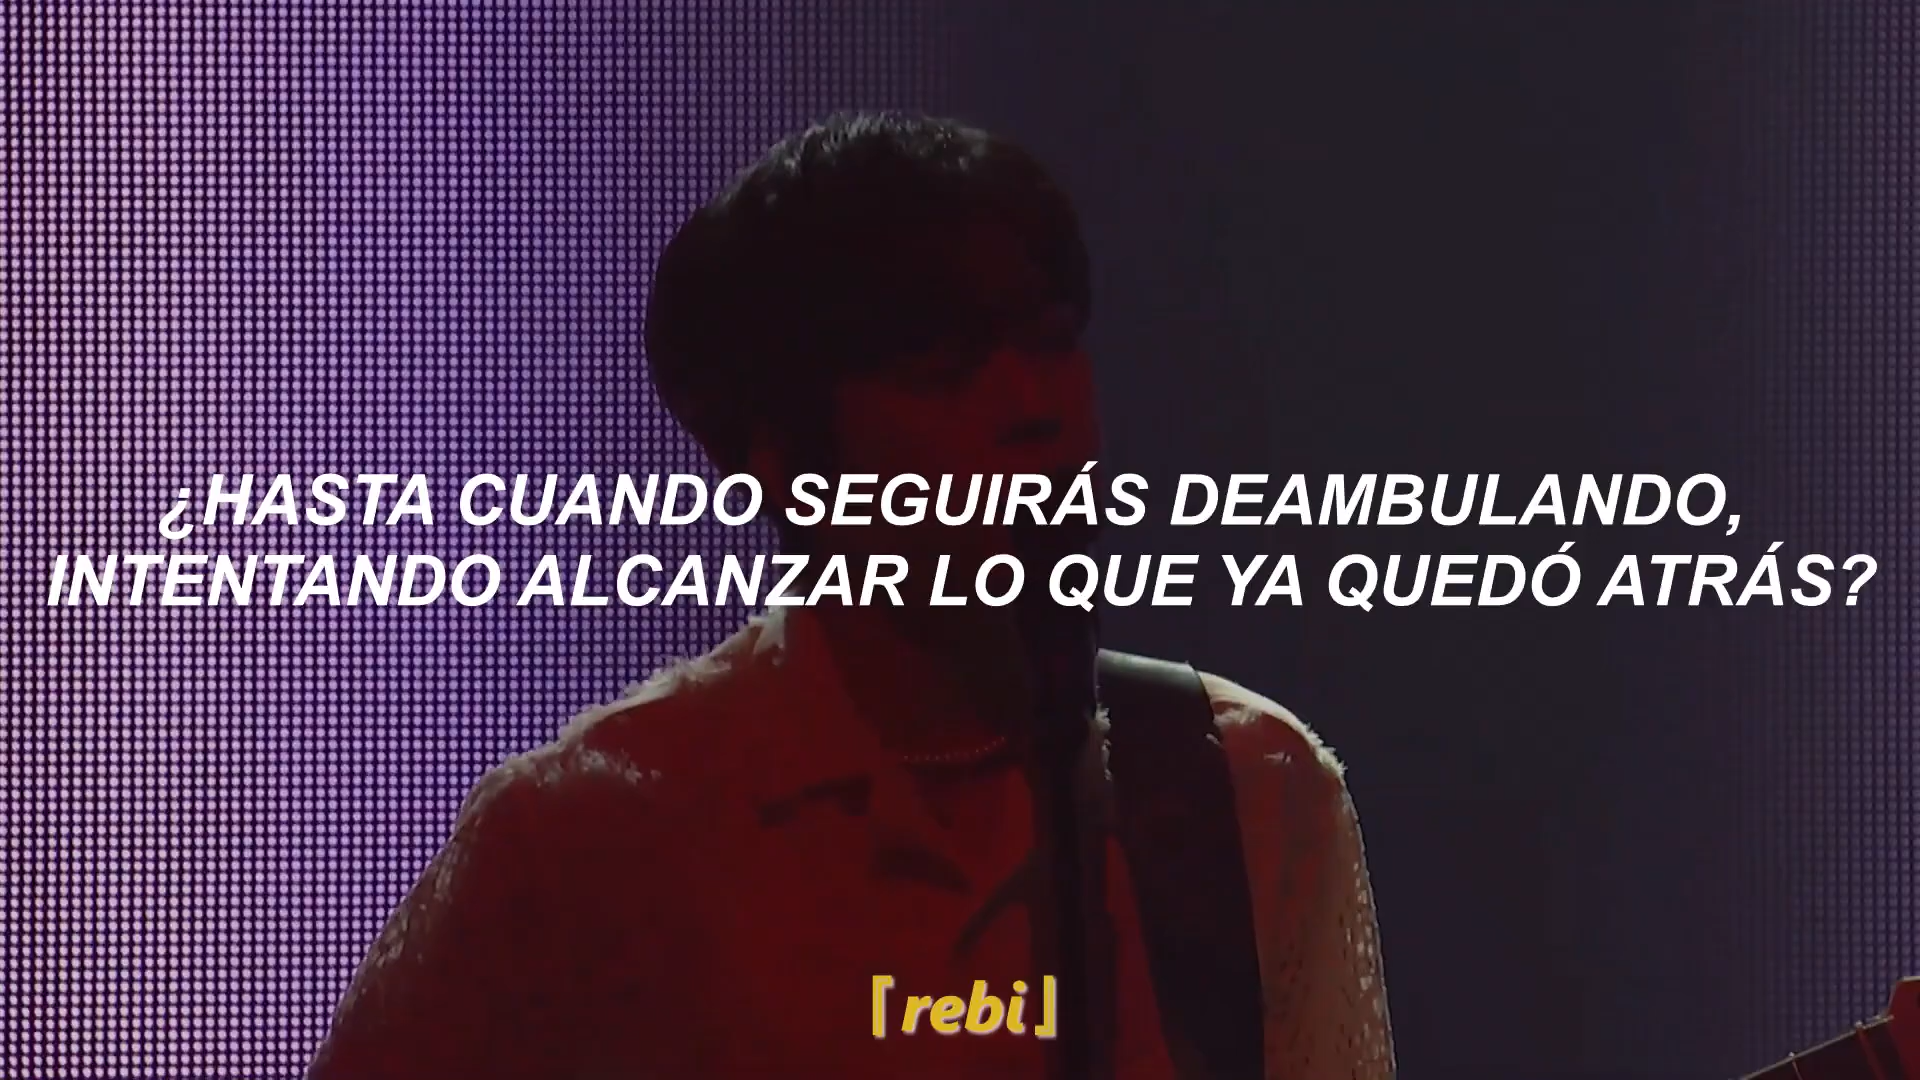 ¿HASTA CUANDO SEGUIRÁS DEAMBULANDO,
INTENTANDO ALCANZAR LO QUE YA QUEDÓ ATRÁS?
「rebi」